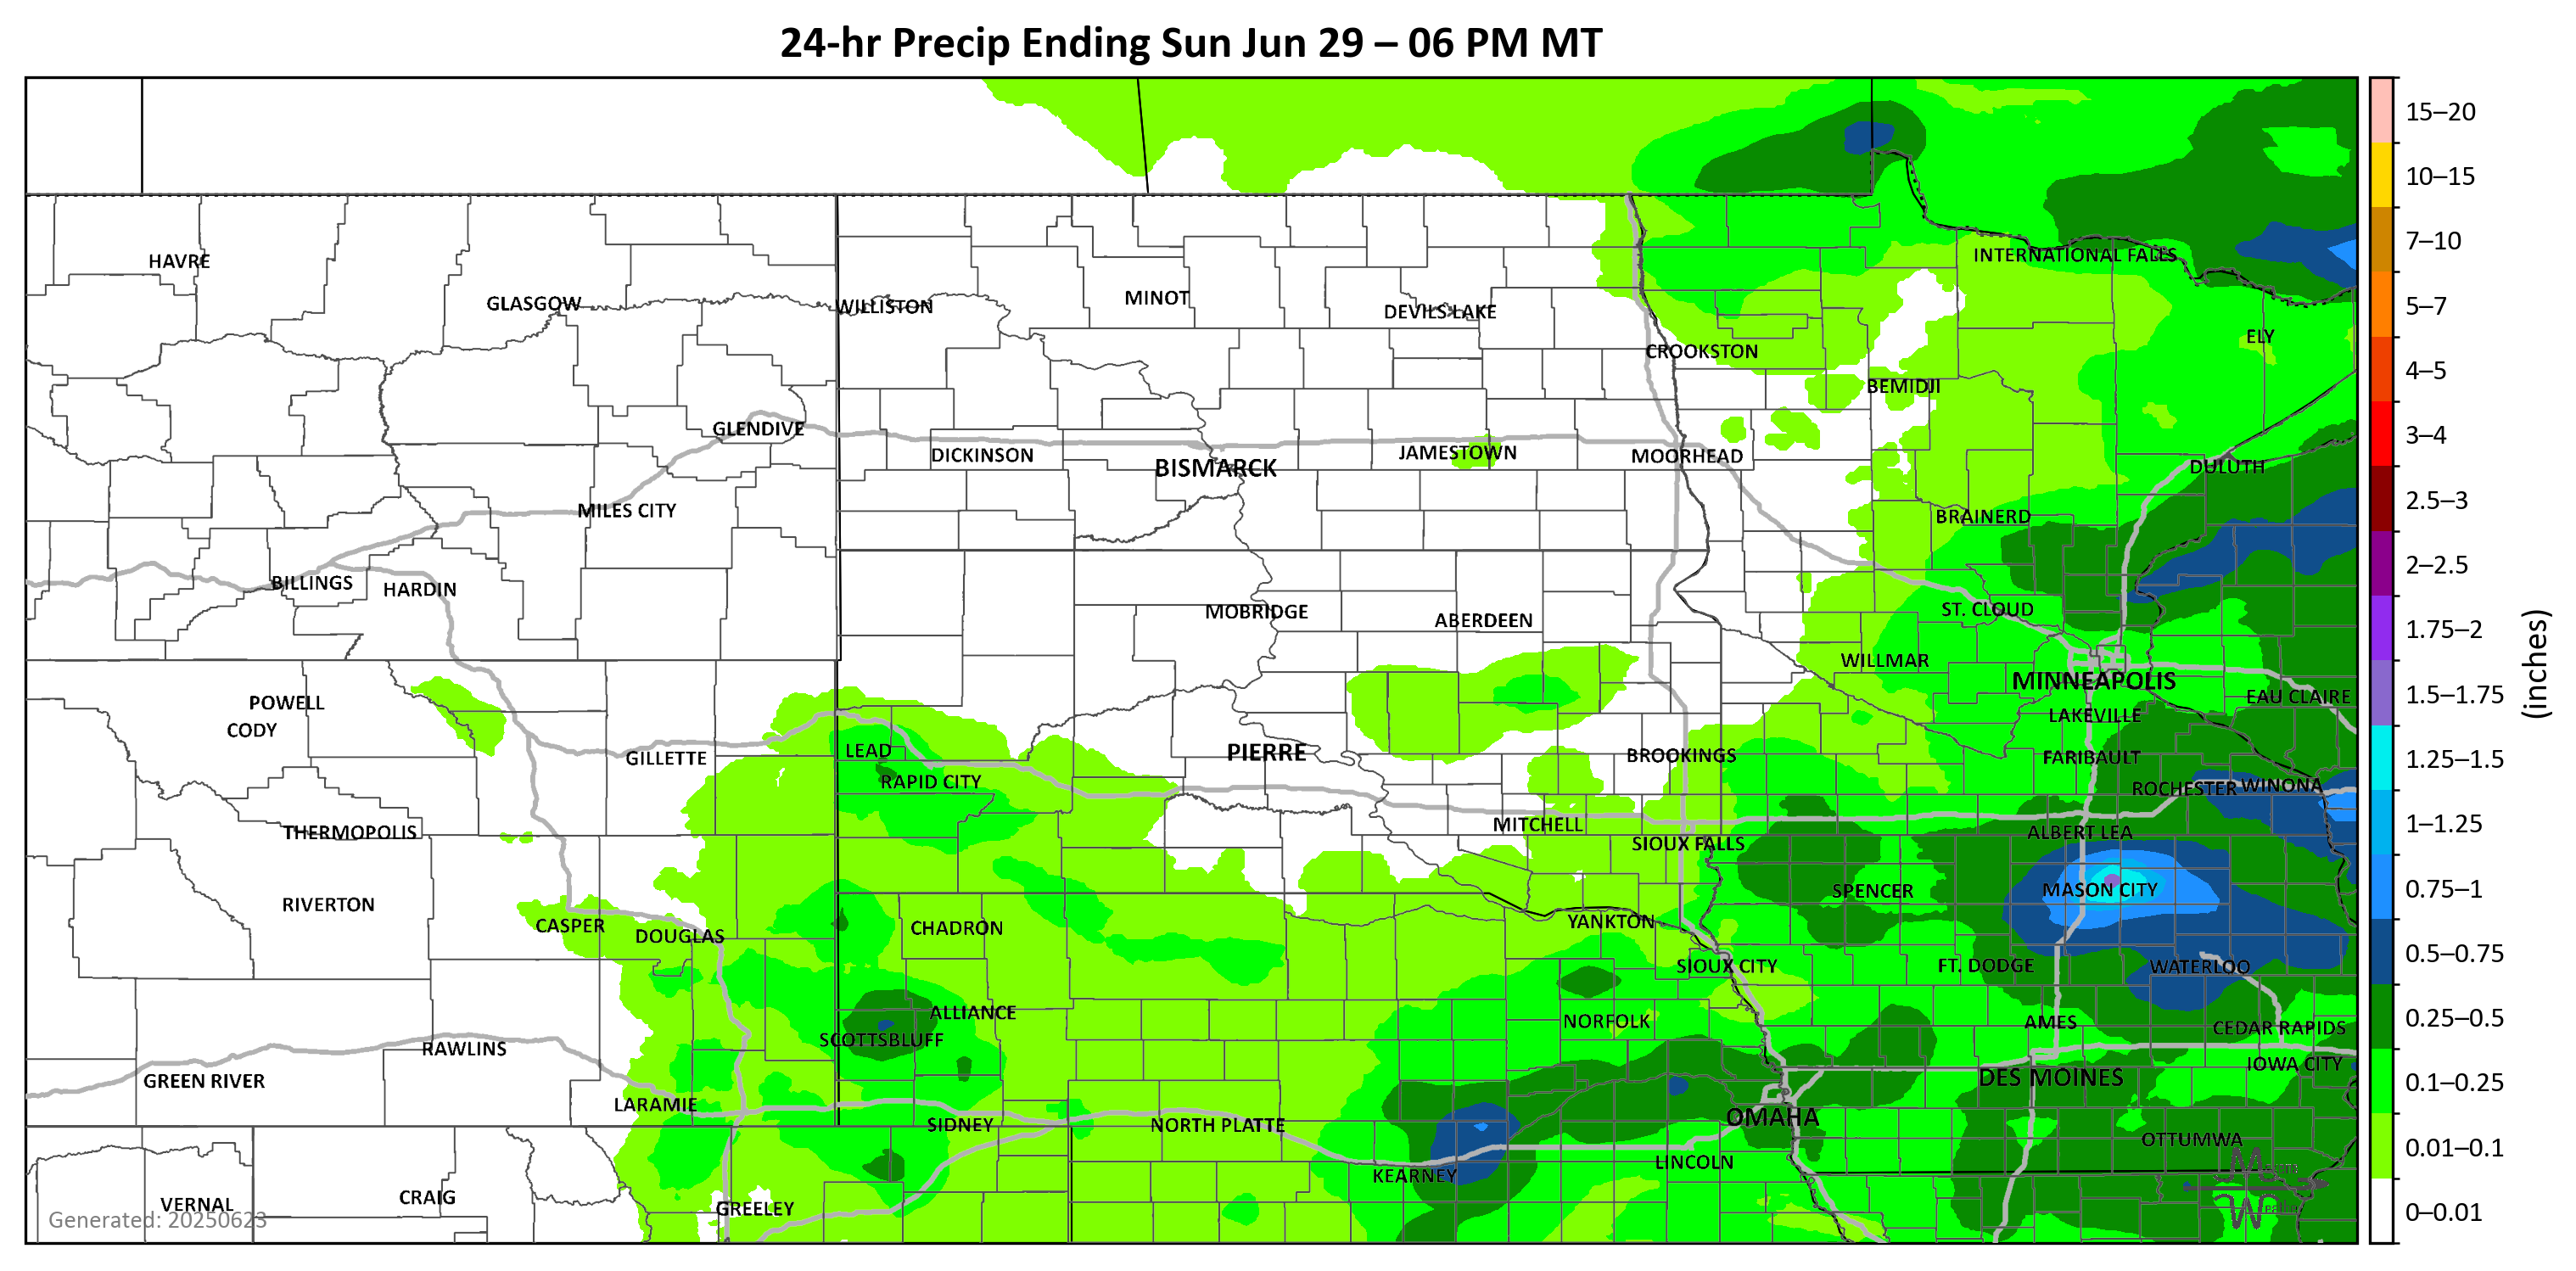 24-hr Precip Ending Sun Jun 29 – 06 PM MT
15–20
10–15
7–10
5–7
4–5
3–4
2.5–3
2–2.5
1.75–2
1.5–1.75
1.25–1.5
1–1.25
0.75–1
0.5–0.75
0.25–0.5
0.1–0.25
0.01–0.1
0–0.01
(inches)
HAVRE
INTERNATIONAL FALLS
GLASGOW
WILLISTON
MINOT
DEVILS LAKE
ELY
CROOKSTON
BEMIDJI
GLENDIVE
DICKINSON
BISMARCK
JAMESTOWN
MOORHEAD
DULUTH
MILES CITY
BRAINERD
BILLINGS
HARDIN
MOBRIDGE
ABERDEEN
ST. CLOUD
WILLMAR
MINNEAPOLIS
EAU CLAIRE
POWELL
CODY
LAKEVILLE
GILLETTE
LEAD
RAPID CITY
PIERRE
BROOKINGS
FARIBAULT
ROCHESTER
WINONA
THERMOPOLIS
MITCHELL
SIOUX FALLS
ALBERT LEA
RIVERTON
SPENCER
MASON CITY
CASPER
DOUGLAS
CHADRON
YANKTON
SIOUX CITY
FT. DODGE
WATERLOO
ALLIANCE
SCOTTSBLUFF
NORFOLK
AMES
CEDAR RAPIDS
RAWLINS
GREEN RIVER
DES MOINES
IOWA CITY
LARAMIE
SIDNEY
NORTH PLATTE
OMAHA
OTTUMWA
KEARNEY
LINCOLN
VERNAL
CRAIG
GREELEY
Generated: 20250623